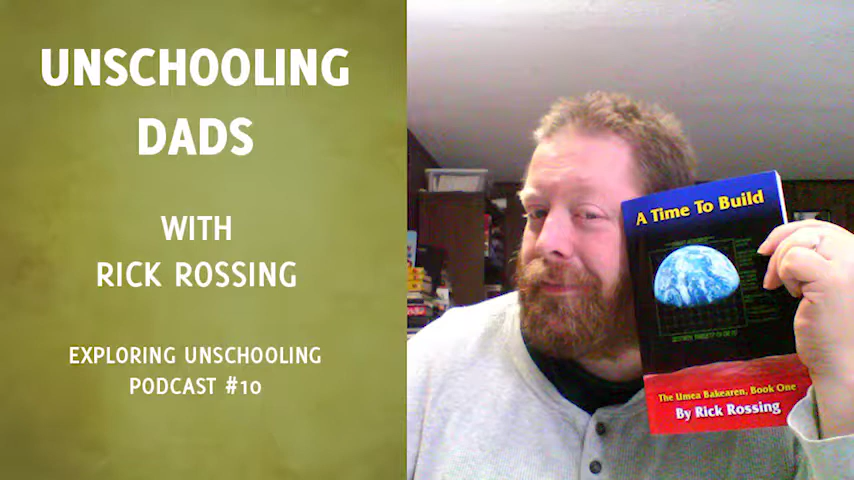 UNSCHOOLING
DADS
WITH
RICK ROSSING
EXPLORING UNSCHOOLING
PODCAST #10
A Time To Build
The Umea Bakearen, Book One
By Rick Rossing